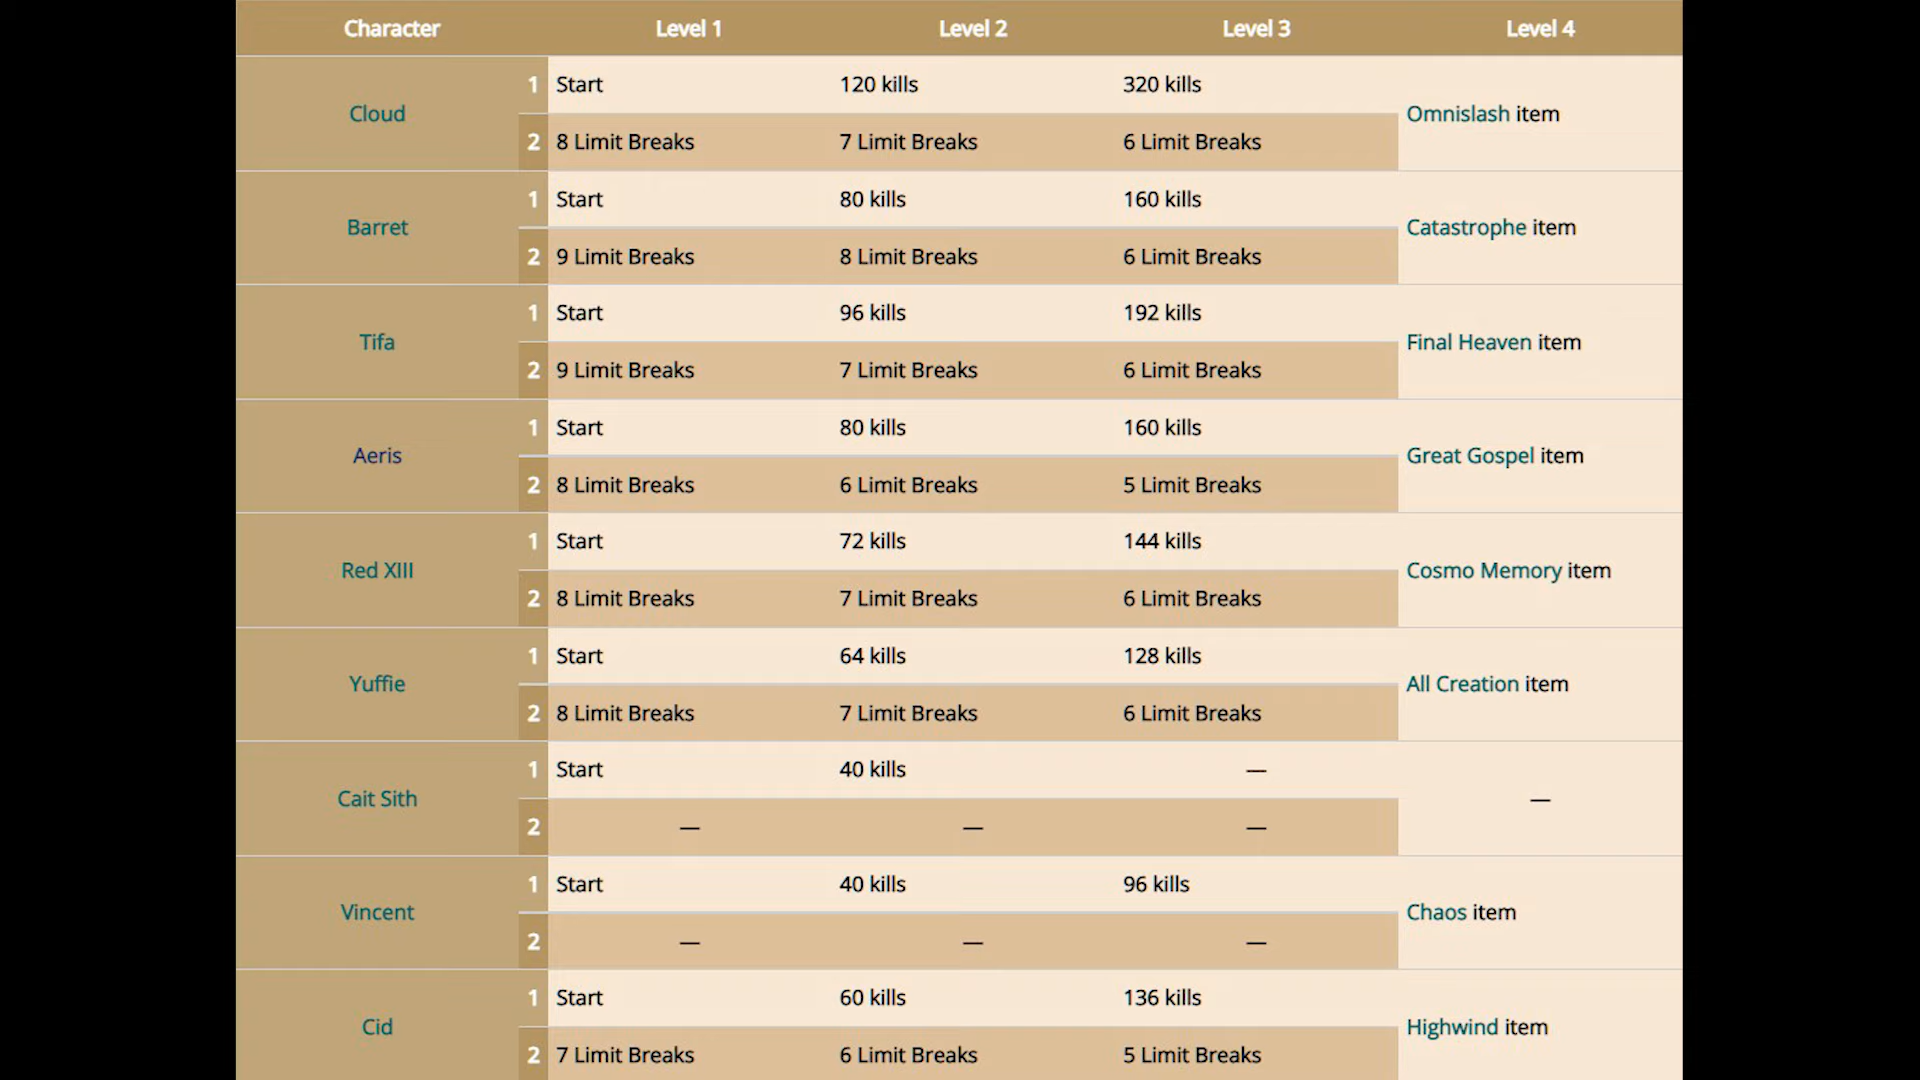 Character Level 1 Level 2 Level 3 Level 4
Cloud
1 Start 120 kills 320 kills
2 8 Limit Breaks 7 Limit Breaks 6 Limit Breaks
Omnislash item
Barret
1 Start 80 kills 160 kills
2 9 Limit Breaks 8 Limit Breaks 6 Limit Breaks
Catastrophe item
Tifa
1 Start 96 kills 192 kills
2 9 Limit Breaks 7 Limit Breaks 6 Limit Breaks
Final Heaven item
Aeris
1 Start 80 kills 160 kills
2 8 Limit Breaks 6 Limit Breaks 5 Limit Breaks
Great Gospel item
Red XIII
1 Start 72 kills 144 kills
2 8 Limit Breaks 7 Limit Breaks 6 Limit Breaks
Cosmo Memory item
Yuffie
1 Start 64 kills 128 kills
2 8 Limit Breaks 7 Limit Breaks 6 Limit Breaks
All Creation item
Cait Sith
1 Start 40 kills —
2 — — —
—
Vincent
1 Start 40 kills 96 kills
2 — — —
Chaos item
Cid
1 Start 60 kills 136 kills
2 7 Limit Breaks 6 Limit Breaks 5 Limit Breaks
Highwind item